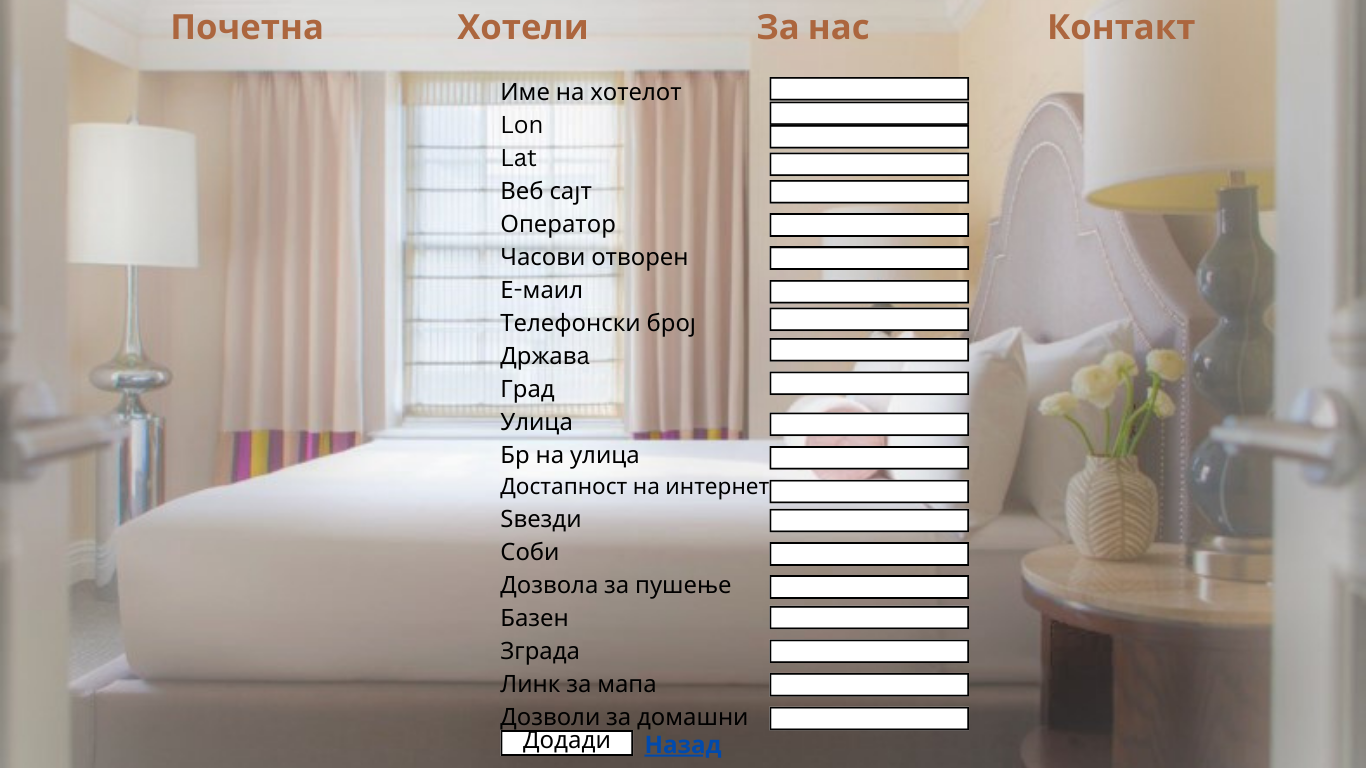 Почетна Хотели За нас Контакт
Име на хотелот
Lon
Lat
Веб сајт
Оператор
Часови отворен
Е-маил
Телефонски број
Држава
Град
Улица
Бр на улица
Достапност на интернет
Ѕвезди
Соби
Дозвола за пушење
Базен
Зграда
Линк за мапа
Дозволи за домашни
Додади Назад